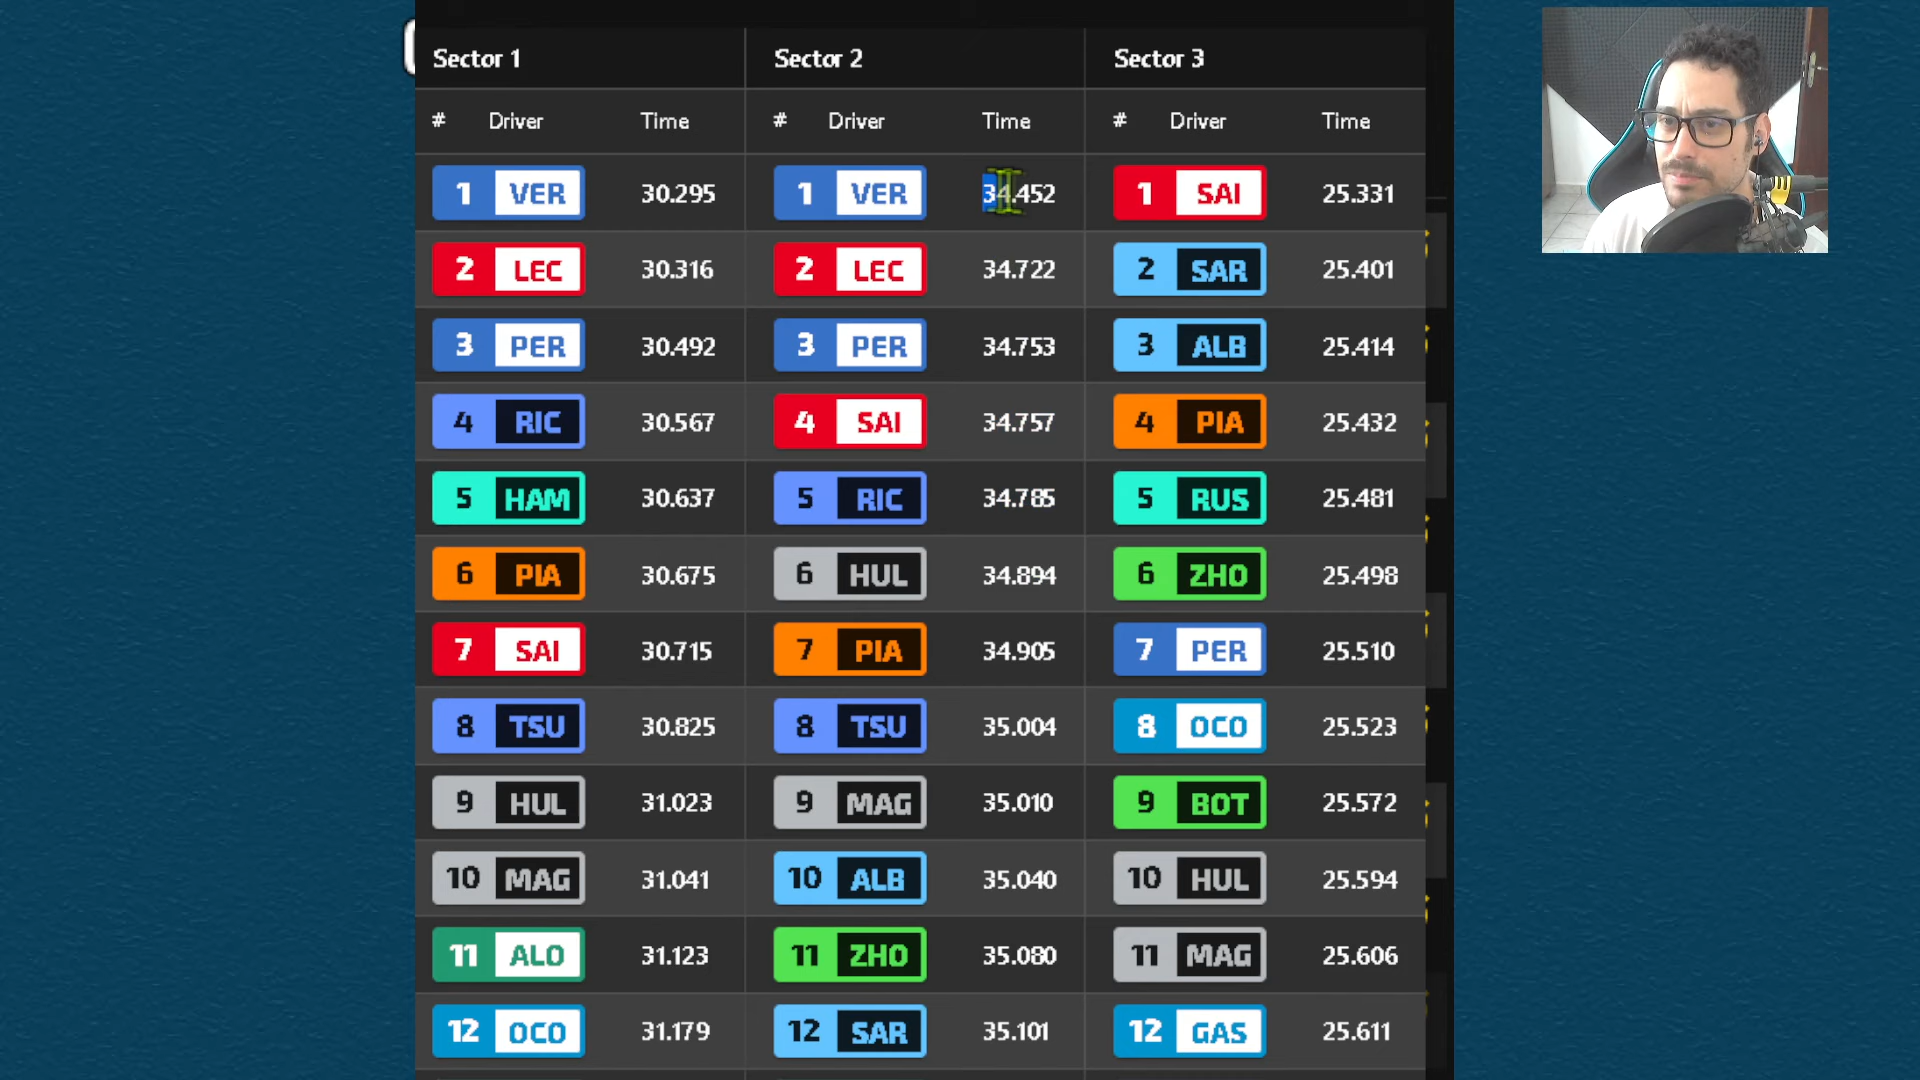 Sector 1 Sector 2 Sector 3
# Driver Time # Driver Time # Driver Time
1 VER 30.295 1 VER 34.452 1 SAI 25.331
2 LEC 30.316 2 LEC 34.722 2 SAR 25.401
3 PER 30.492 3 PER 34.753 3 ALB 25.414
4 RIC 30.567 4 SAI 34.757 4 PIA 25.432
5 HAM 30.637 5 RIC 34.785 5 RUS 25.481
6 PIA 30.675 6 HUL 34.894 6 ZHO 25.498
7 SAI 30.715 7 PIA 34.905 7 PER 25.510
8 TSU 30.825 8 TSU 35.004 8 OCO 25.523
9 HUL 31.023 9 MAG 35.010 9 BOT 25.572
10 MAG 31.041 10 ALB 35.040 10 HUL 25.594
11 ALO 31.123 11 ZHO 35.080 11 MAG 25.606
12 OCO 31.179 12 SAR 35.101 12 GAS 25.611